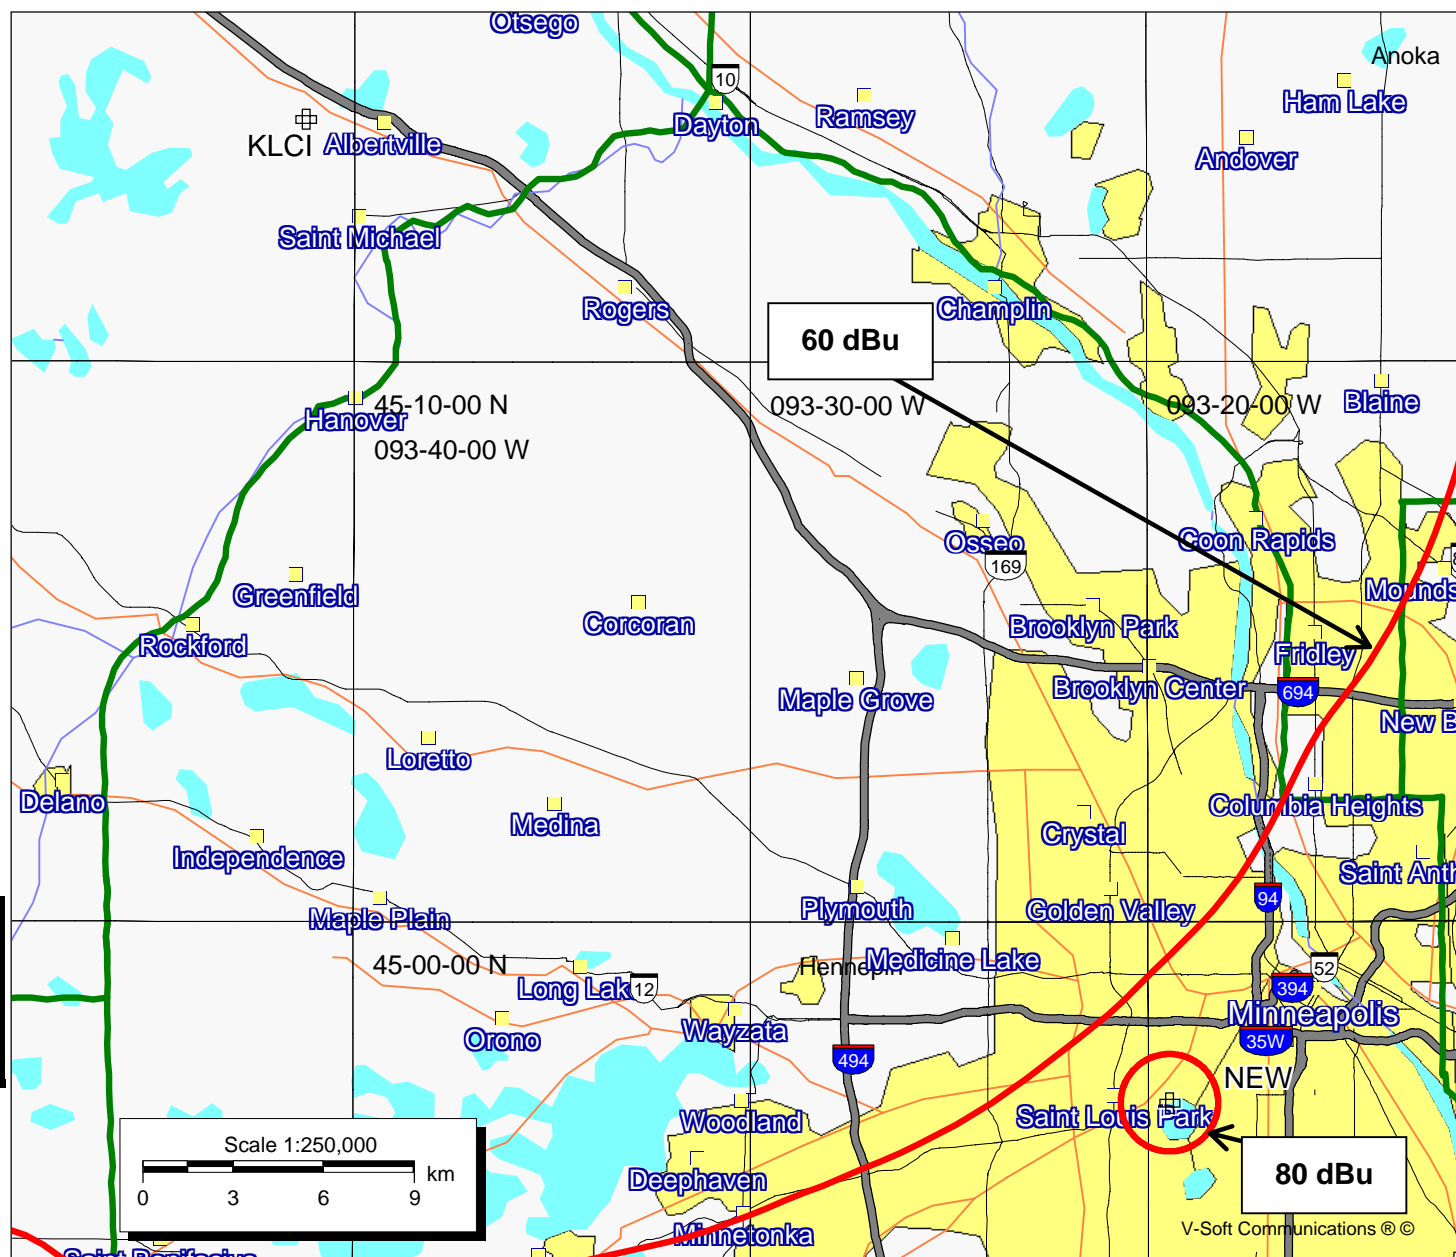 Otsego
Anoka
10
Ham Lake
Ramsey
Dayton
KLCI
Albertville
Andover
Saint Michael
Rogers
Champlin
60 dBu
45-10-00 N
093-30-00 W
093-20-00 W
Blaine
Hanover
093-40-00 W
Osseo
Coon Rapids
169
Mounds
Greenfield
Corcoran
Brooklyn Park
Rockford
Fridley
Brooklyn Center
694
Maple Grove
New B
Loretto
Delano
Columbia Heights
Medina
Crystal
Independence
Saint Anth
94
Maple Plain
Plymouth
Golden Valley
45-00-00 N
Hennepin
Medicine Lake
52
Long Lak
12
394
Minneapolis
Orono
Wayzata
35W
494
NEW
Woodland
Saint Louis Park
Scale 1:250,000
km
0 3 6 9
Deephaven
80 dBu
Minnetonka
V-Soft Communications ® ©
Saint Bonifacius